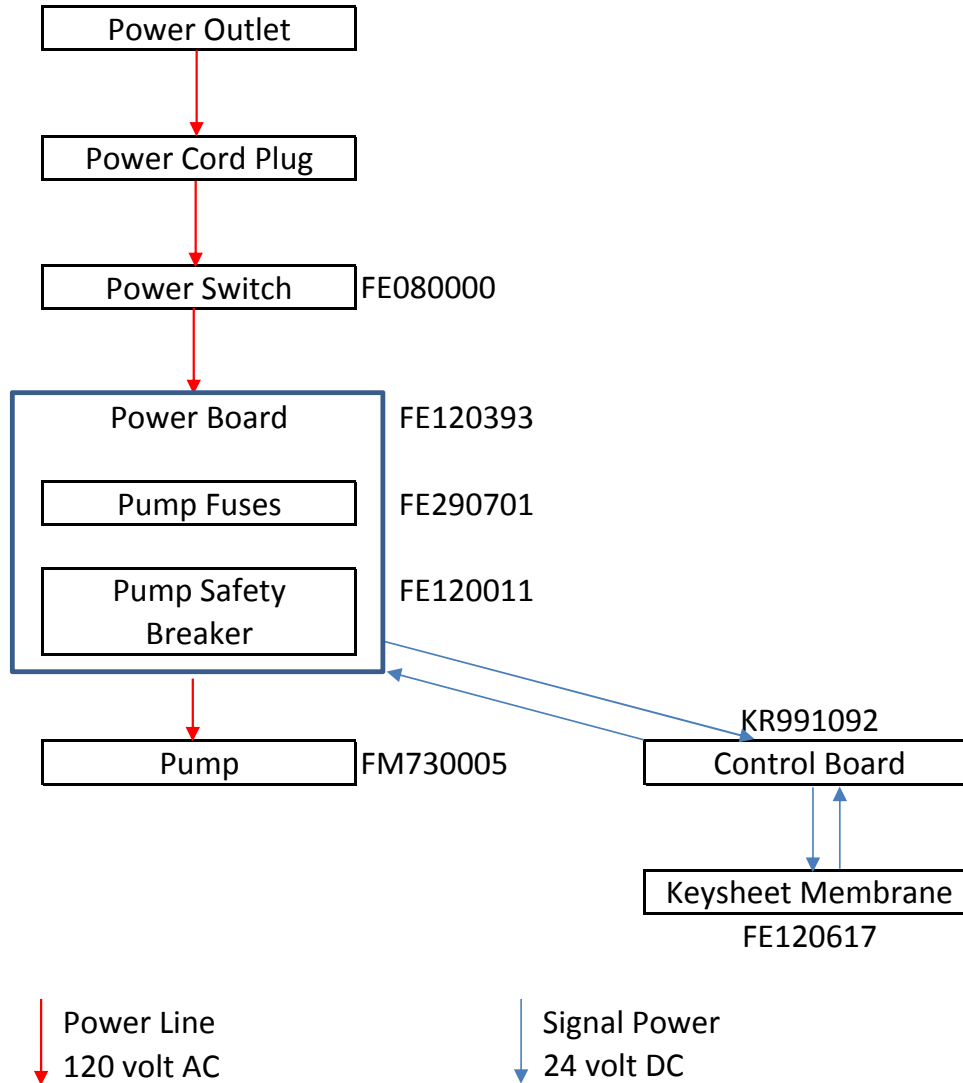 Power Outlet
Power Cord Plug
Power Switch
FE080000
Power Board
FE120393
Pump Fuses
FE290701
Pump Safety
Breaker
FE120011
KR991092
Pump
FM730005
Control Board
Keysheet Membrane
FE120617
Power Line
120 volt AC
Signal Power
24 volt DC